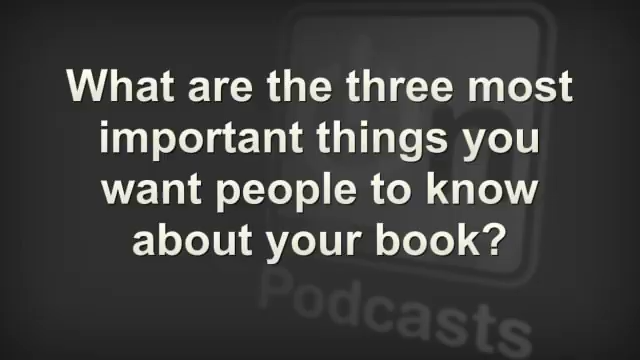 What are the three most
important things you
want people to know
about your book?
Podcasts